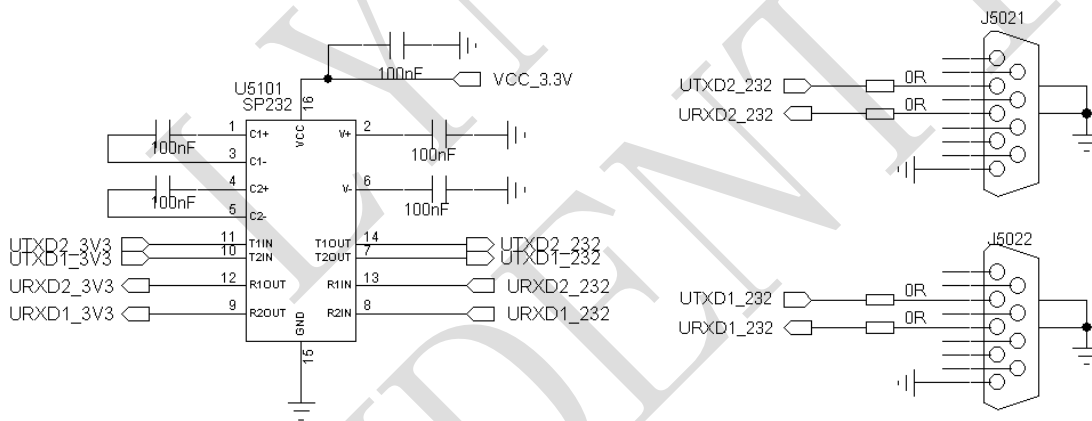 J5021
100nF
VCC_3.3V
U5101
SP232
16
VCC
1 C1+ V+ 2
100nF 100nF
3 C1-
4 C2+ V- 6
100nF 100nF
5 C2-
UTXD2_3V3 11 T1IN T1OUT 14 UTXD2_232
UTXD1_3V3 10 T2IN T2OUT 7 UTXD1_232
URXD2_3V3 12 R1OUT R1IN 13 URXD2_232
URXD1_3V3 9 R2OUT R2IN 8 URXD1_232
GND
15
UTXD2_232 0R
URXD2_232 0R
J5022
UTXD1_232 0R
URXD1_232 0R